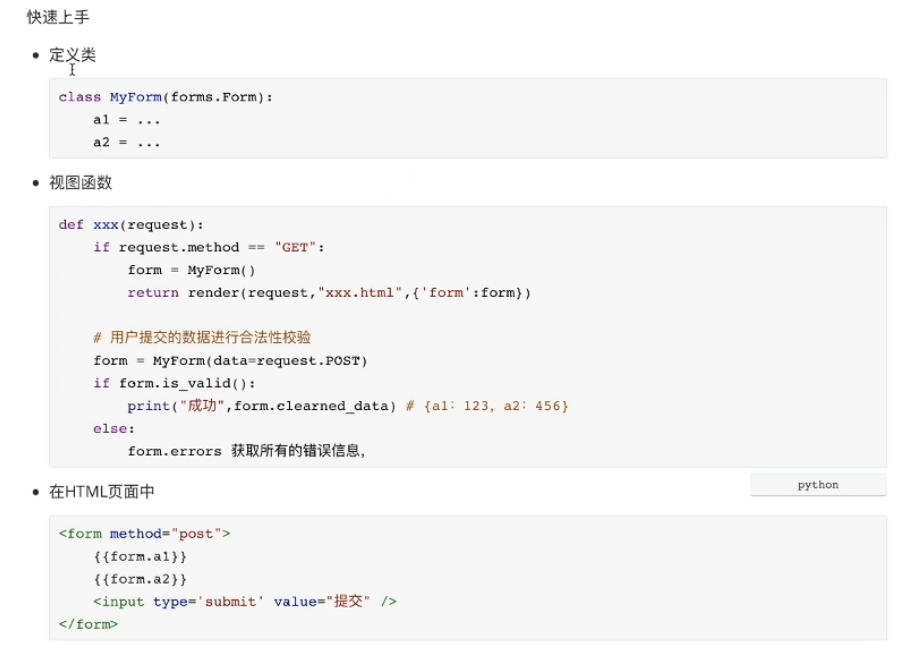 快速上手
定义类
class MyForm(forms.Form):
    a1 = ...
    a2 = ...
视图函数
def xxx(request):
    if request.method == "GET":
        form = MyForm()
        return render(request,"xxx.html",{'form':form})
    # 用户提交的数据进行合法性校验
    form = MyForm(data=request.POST)
    if form.is_valid():
        print("成功",form.clearned_data) # {a1: 123, a2: 456}
    else:
        form.errors 获取所有的错误信息,
python
在HTML页面中
<form method="post">
    {{form.a1}}
    {{form.a2}}
    <input type='submit' value="提交" />
</form>